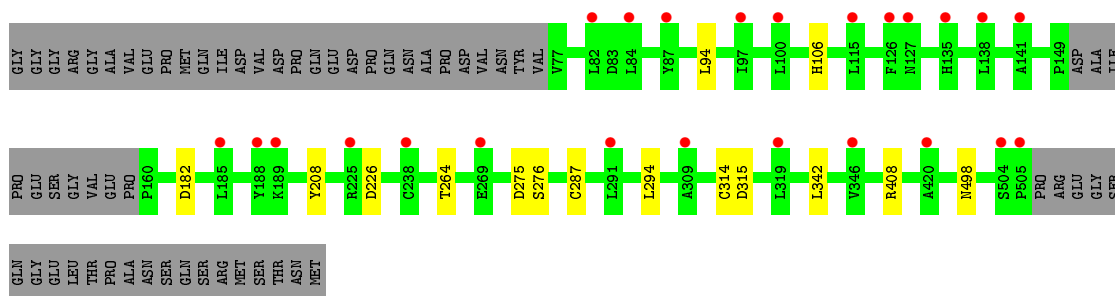 GLY GLY GLY ARG GLY ALA VAL GLU PRO MET GLN ILE ASP VAL ASP PRO GLN GLU ASP PRO GLN ASN ALA PRO ASP VAL ASN TYR VAL V77 L82 D83 L84 Y87 L94 I97 L100 H106 L115 F126 N127 H135 L138 A141 P149 ASP ALA ILE
PRO GLU SER GLY VAL GLU PRO P160 D182 L185 Y188 K189 Y208 R225 D226 C238 T264 E269 D275 S276 C287 L291 L294 A309 C314 D315 L319 L342 V346 R408 A420 N498 S504 P505 PRO ARG GLU GLY SER
GLN GLY GLU LEU THR PRO ALA ASN SER GLN SER ARG MET SER THR ASN MET